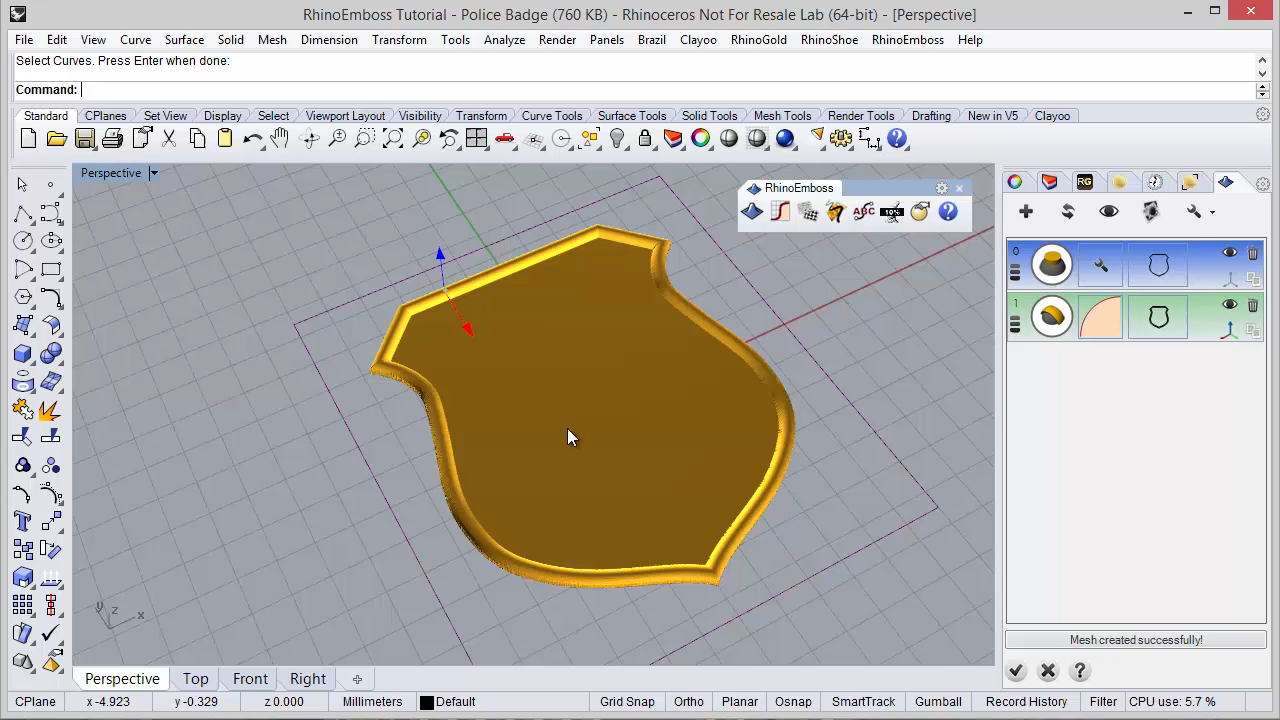 RhinoEmboss Tutorial - Police Badge (760 KB) - Rhinoceros Not For Resale Lab (64-bit) - [Perspective]
File Edit View Curve Surface Solid Mesh Dimension Transform Tools Analyze Render Panels Brazil Clayoo RhinoGold RhinoShoe RhinoEmboss Help
Select Curves. Press Enter when done:
Command:
Standard CPlanes Set View Display Select Viewport Layout Visibility Transform Curve Tools Surface Tools Solid Tools Mesh Tools Render Tools Drafting New in V5 Clayoo
Perspective
RhinoEmboss
RG
ABC
10%
0
1
y z x
Mesh created successfully!
Perspective Top Front Right
CPlane x -4.923 y -0.329 z 0.000 Millimeters Default Grid Snap Ortho Planar Osnap SmartTrack Gumball Record History Filter CPU use: 5.7 %